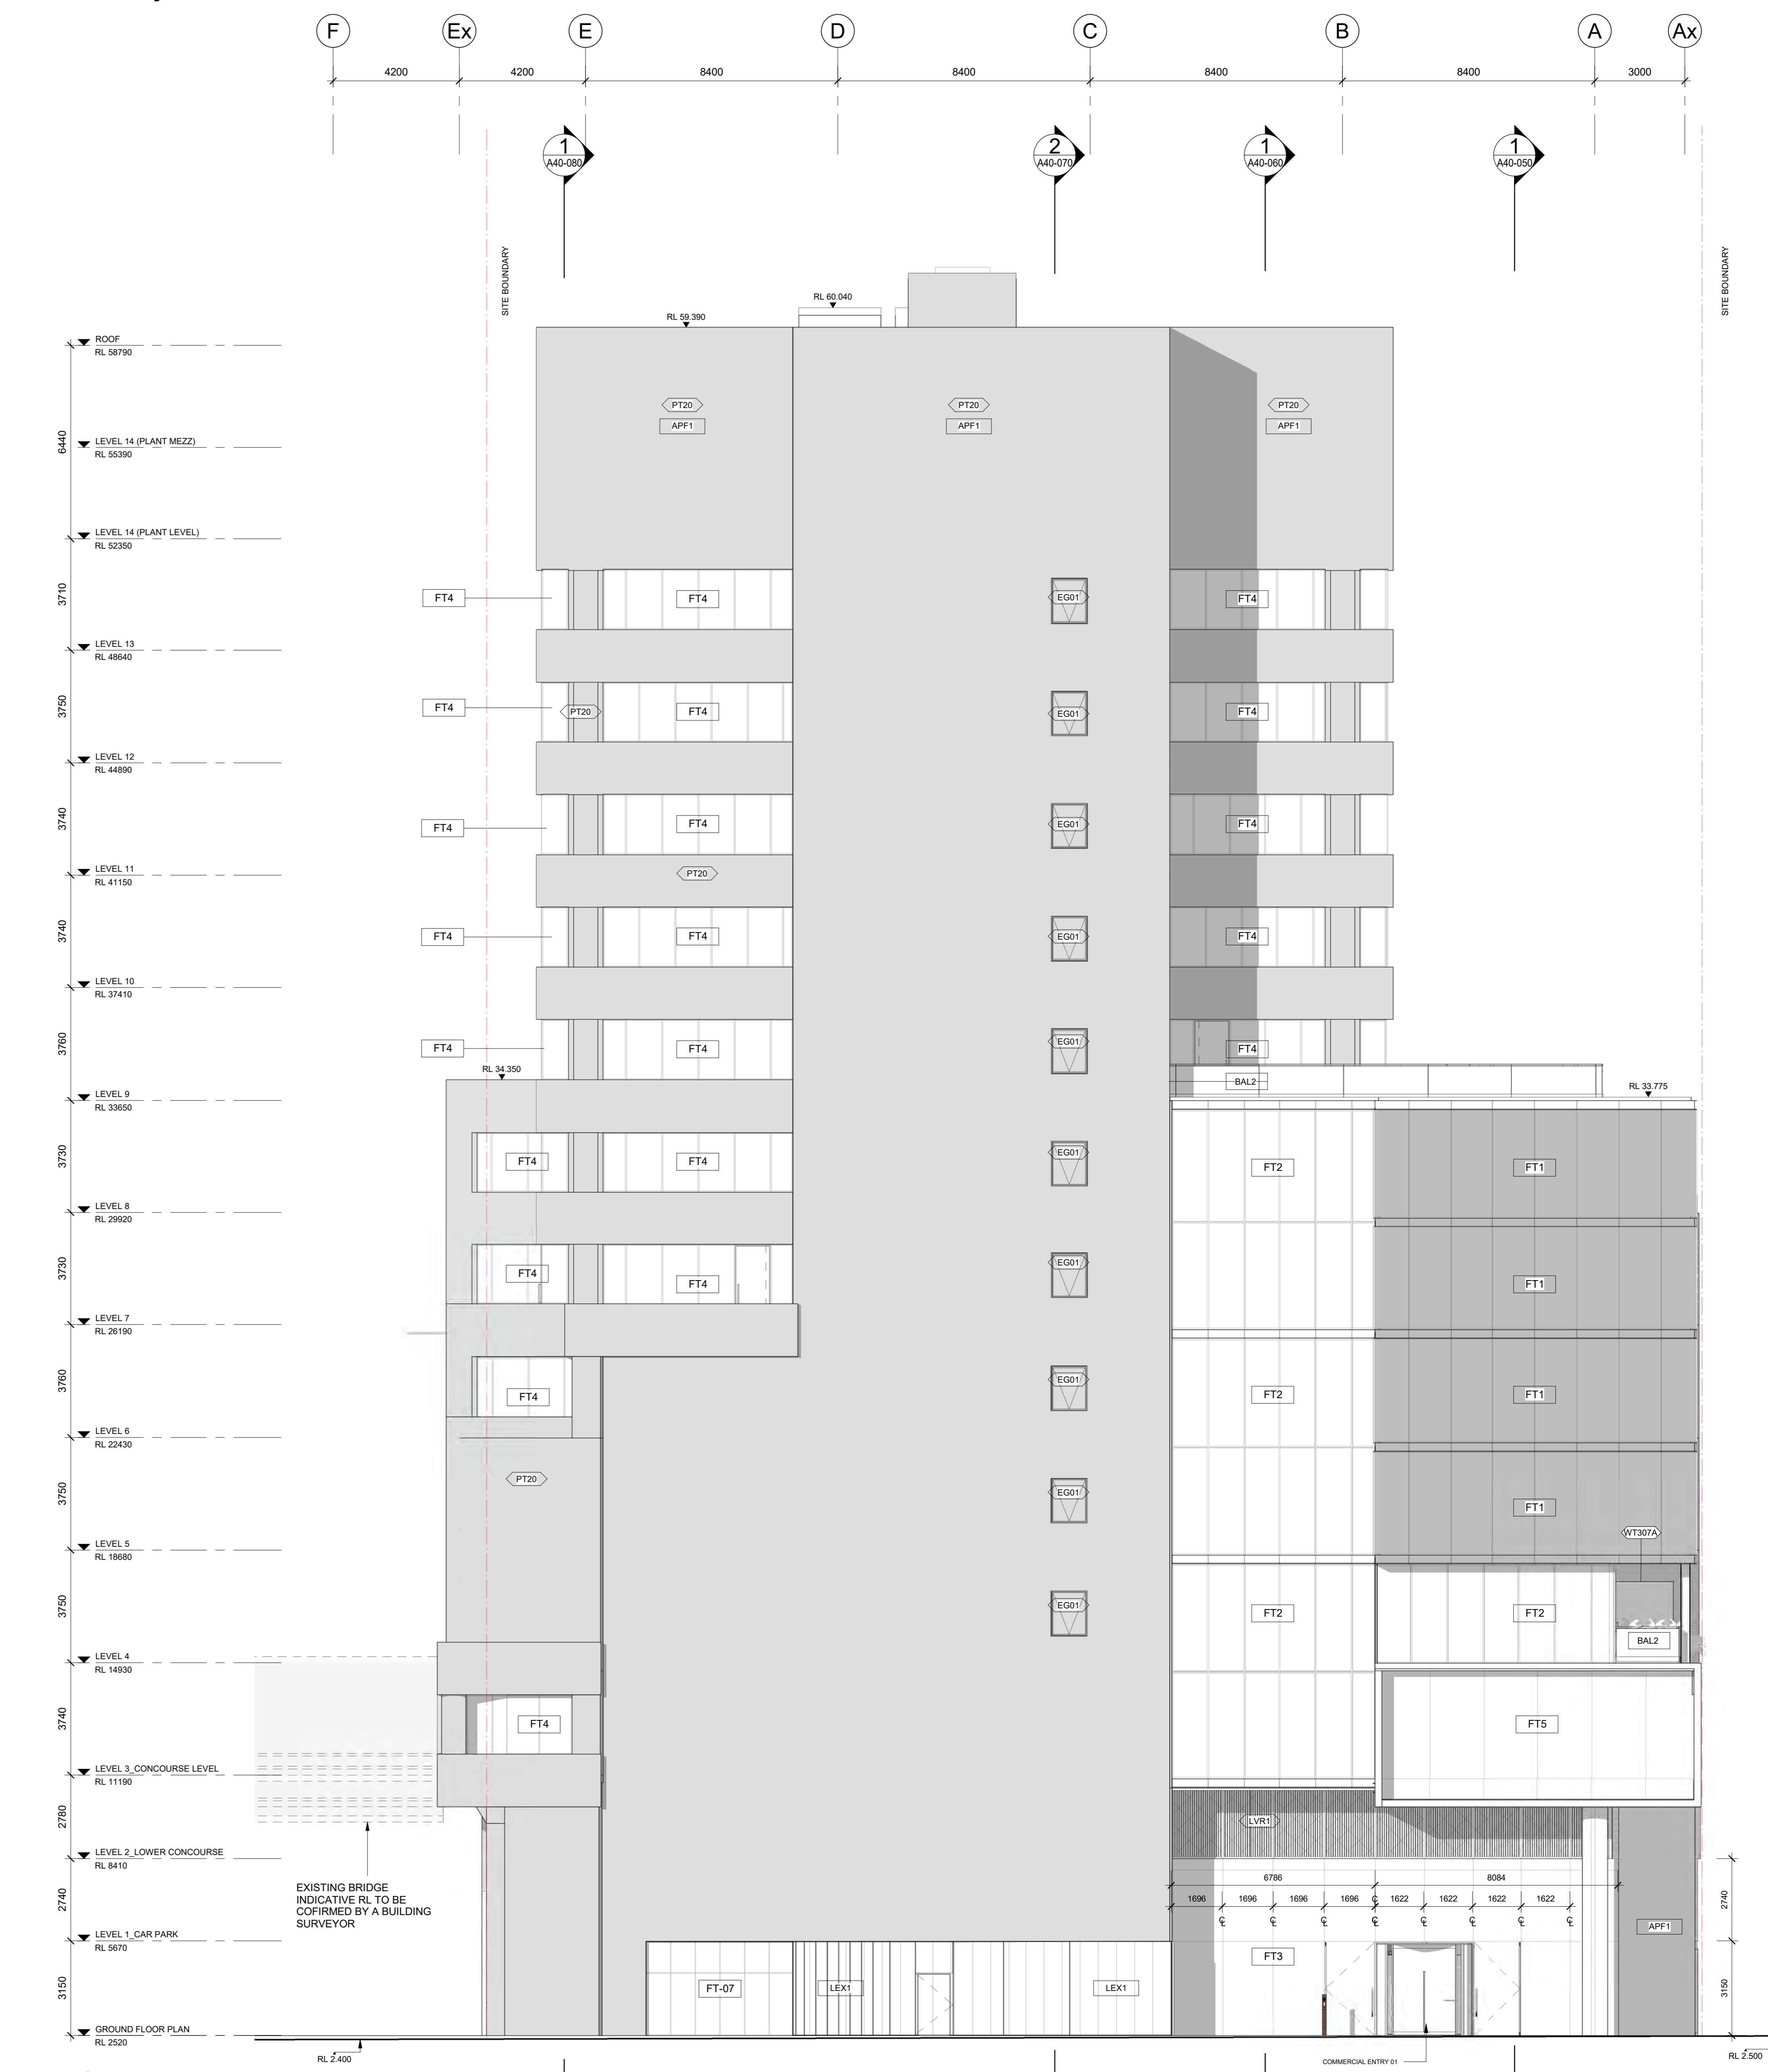 F Ex E D C B A Ax
4200 4200 8400 8400 8400 8400 3000
1 2 1 1
A40-080 A40-070 A40-060 A40-050
SITE BOUNDARY
SITE BOUNDARY
RL 60.040
RL 59.390
ROOF
RL 58790
PT20 PT20 PT20
APF1 APF1 APF1
6440
LEVEL 14 (PLANT MEZZ)
RL 55390
LEVEL 14 (PLANT LEVEL)
RL 52350
3710
FT4 FT4 EG01 FT4
LEVEL 13
RL 48640
3750
FT4 PT20 FT4 EG01 FT4
LEVEL 12
RL 44890
3740
FT4 FT4 EG01 FT4
LEVEL 11
RL 41150
PT20
3740
FT4 FT4 EG01 FT4
LEVEL 10
RL 37410
3760
FT4 FT4 EG01 FT4
RL 34.350
BAL2
RL 33.775
LEVEL 9
RL 33650
3730
FT4 FT4 EG01 FT2 FT1
LEVEL 8
RL 29920
3730
FT4 FT4 EG01 FT1
LEVEL 7
RL 26190
3760
FT4 EG01 FT2 FT1
LEVEL 6
RL 22430
3750
PT20 EG01 FT1
WT307A
LEVEL 5
RL 18680
3750
EG01 FT2 FT2
BAL2
LEVEL 4
RL 14930
3740
FT4 FT5
LEVEL 3_CONCOURSE LEVEL
RL 11190
2780
LVR1
LEVEL 2_LOWER CONCOURSE
RL 8410
EXISTING BRIDGE
INDICATIVE RL TO BE
COFIRMED BY A BUILDING
SURVEYOR
2740
6786 8084
1696 1696 1696 1696 1622 1622 1622 1622
2740
APF1
LEVEL 1_CAR PARK
RL 5670
FT3
3150
FT-07 LEX1 LEX1
3150
GROUND FLOOR PLAN
RL 2520
RL 2.400
COMMERCIAL ENTRY 01
RL 2.500